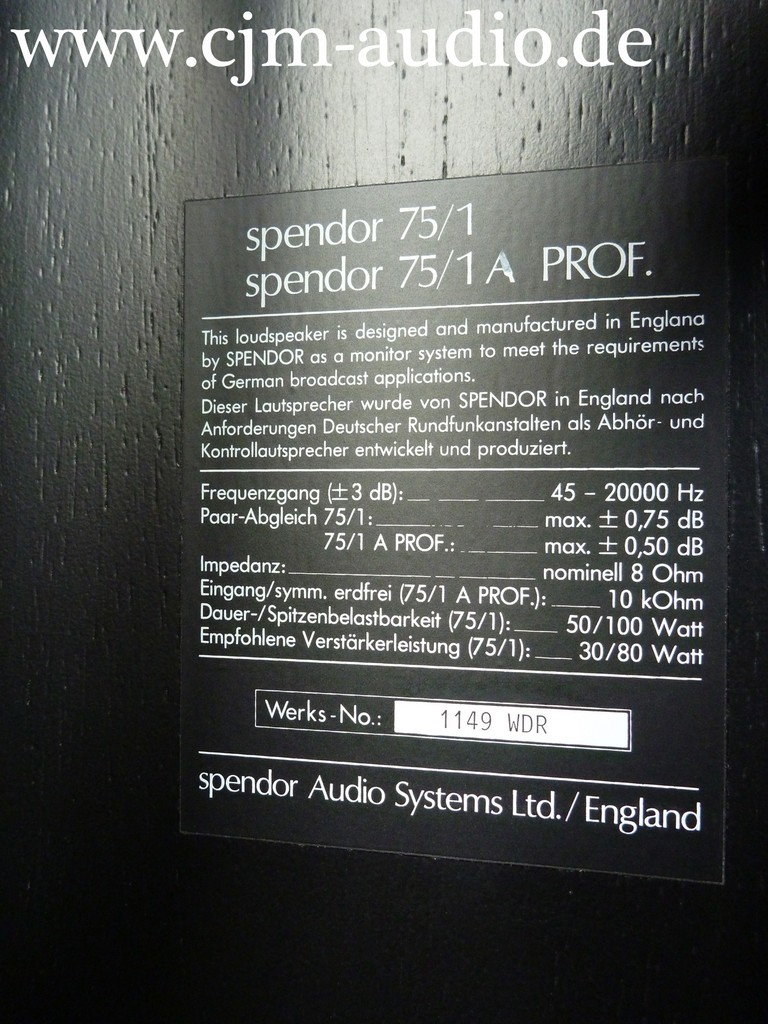 www.cjm-audio.de
spendor 75/1
spendor 75/1 A PROF.
This loudspeaker is designed and manufactured in England
by SPENDOR as a monitor system to meet the requirements
of German broadcast applications.
Dieser Lautsprecher wurde von SPENDOR in England nach
Anforderungen Deutscher Rundfunkanstalten als Abhör- und
Kontrollautsprecher entwickelt und produziert.
Frequenzgang (±3 dB): 45 – 20000 Hz
Paar-Abgleich 75/1: max. ± 0,75 dB
75/1 A PROF.: max. ± 0,50 dB
Impedanz: nominell 8 Ohm
Eingang/symm. erdfrei (75/1 A PROF.): 10 kOhm
Dauer-/Spitzenbelastbarkeit (75/1): 50/100 Watt
Empfohlene Verstärkerleistung (75/1): 30/80 Watt
Werks-No.: 1149 WDR
spendor Audio Systems Ltd./England